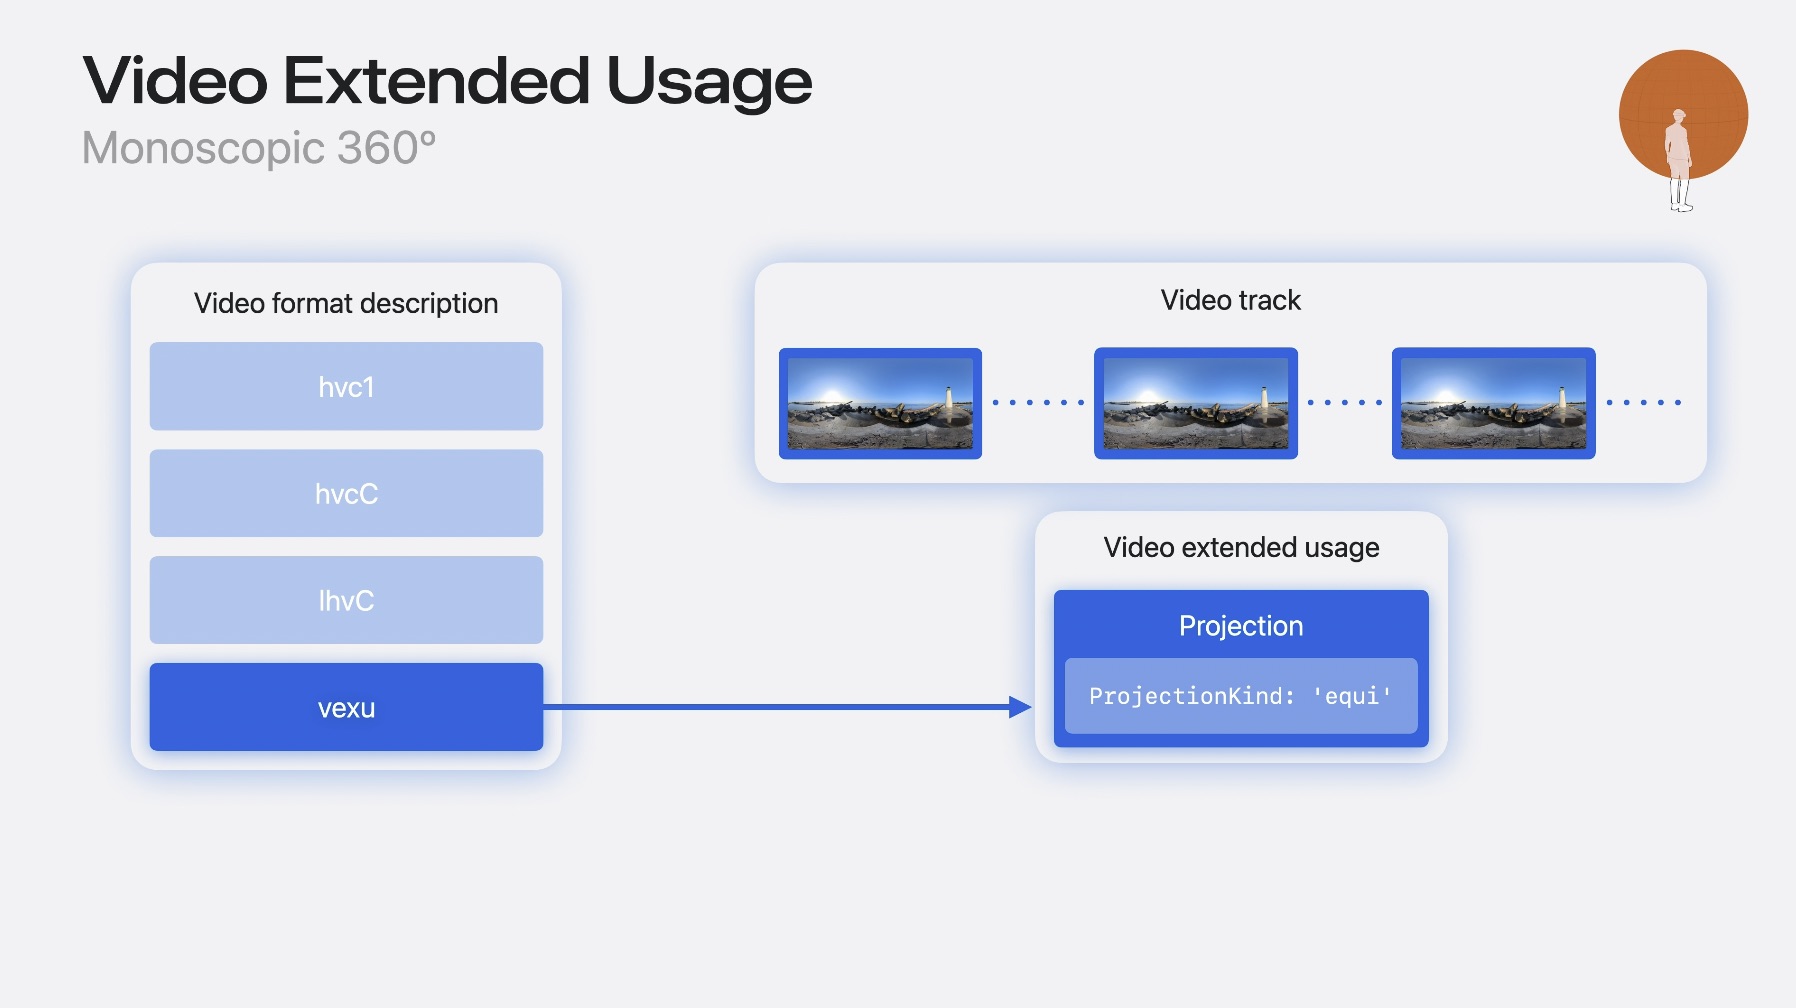 Video Extended Usage
Monoscopic 360º
Video format description
hvc1
hvcC
lhvC
vexu
Video track
Video extended usage
Projection
ProjectionKind: 'equi'